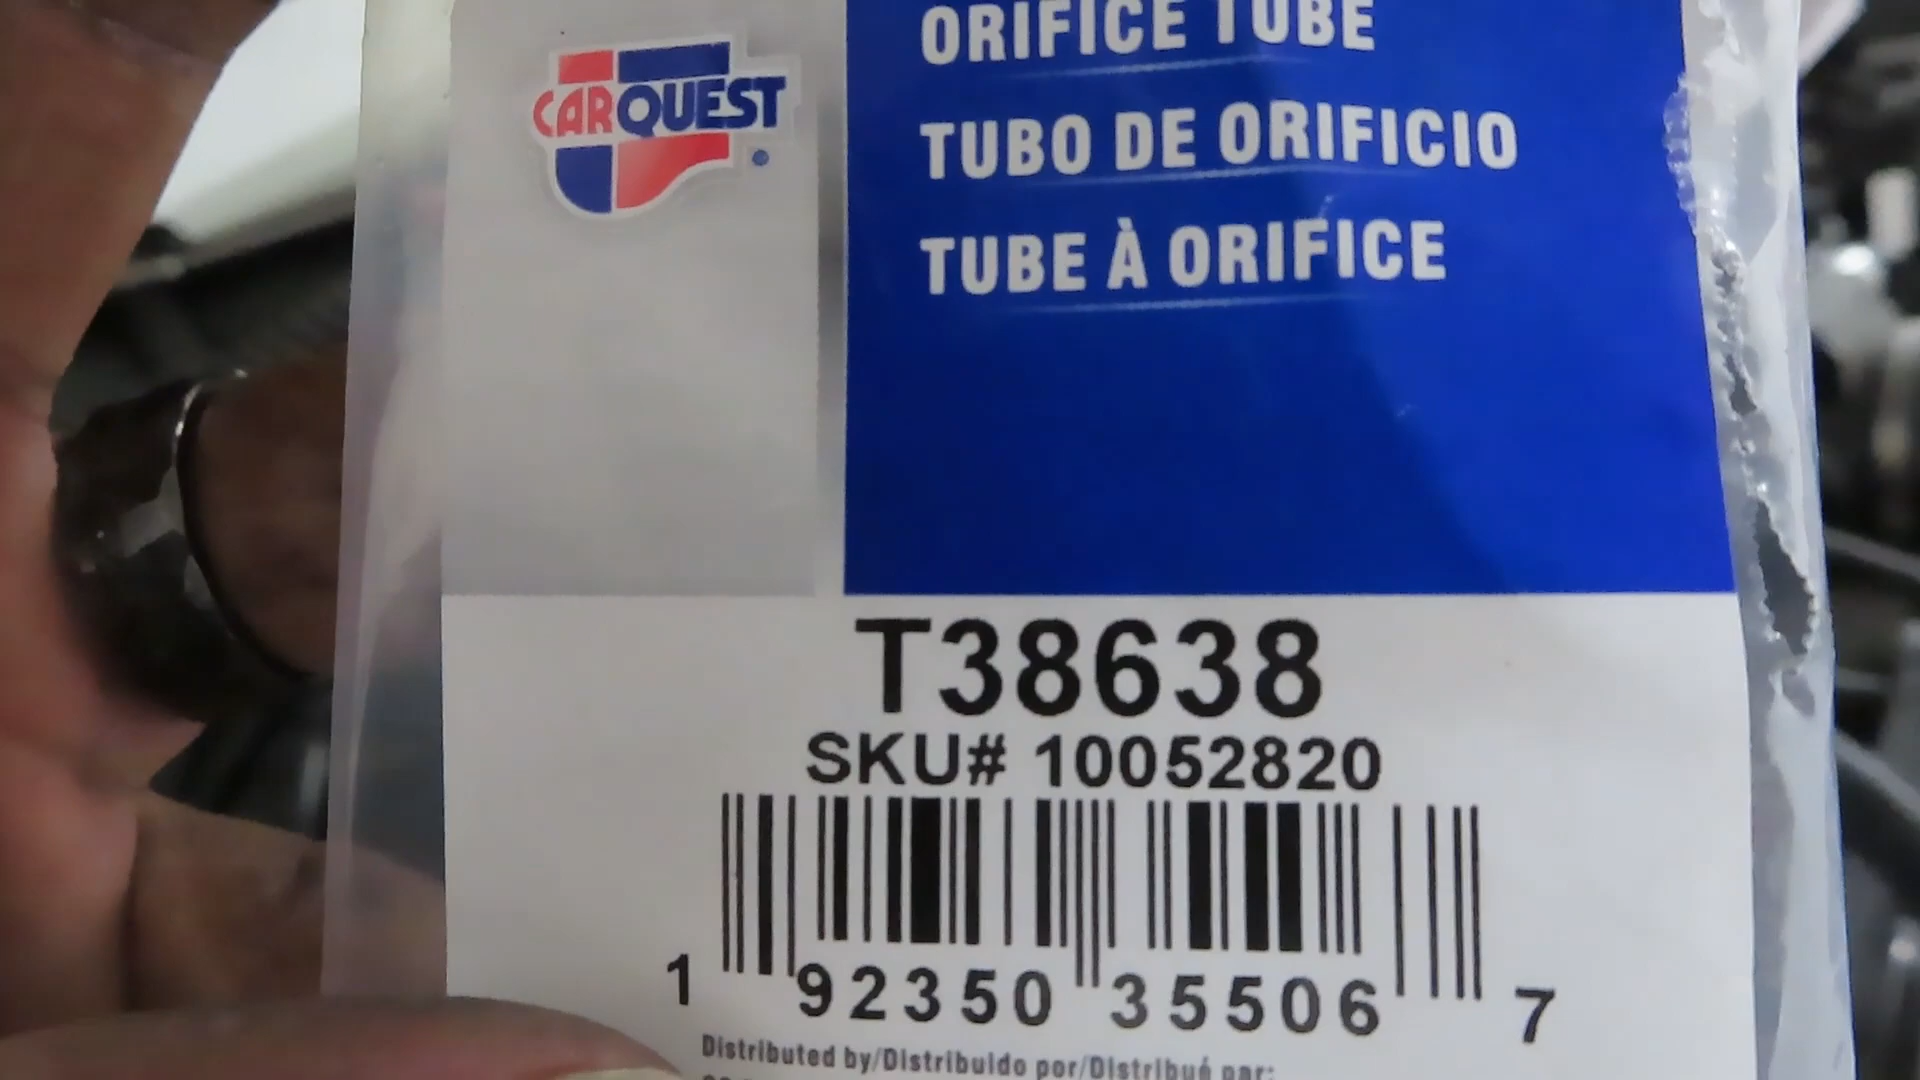 CARQUEST
ORIFICE TUBE
TUBO DE ORIFICIO
TUBE À ORIFICE
T38638
SKU# 10052820
1 92350 35506 7
Distributed by/Distribuido por/Distribué par: